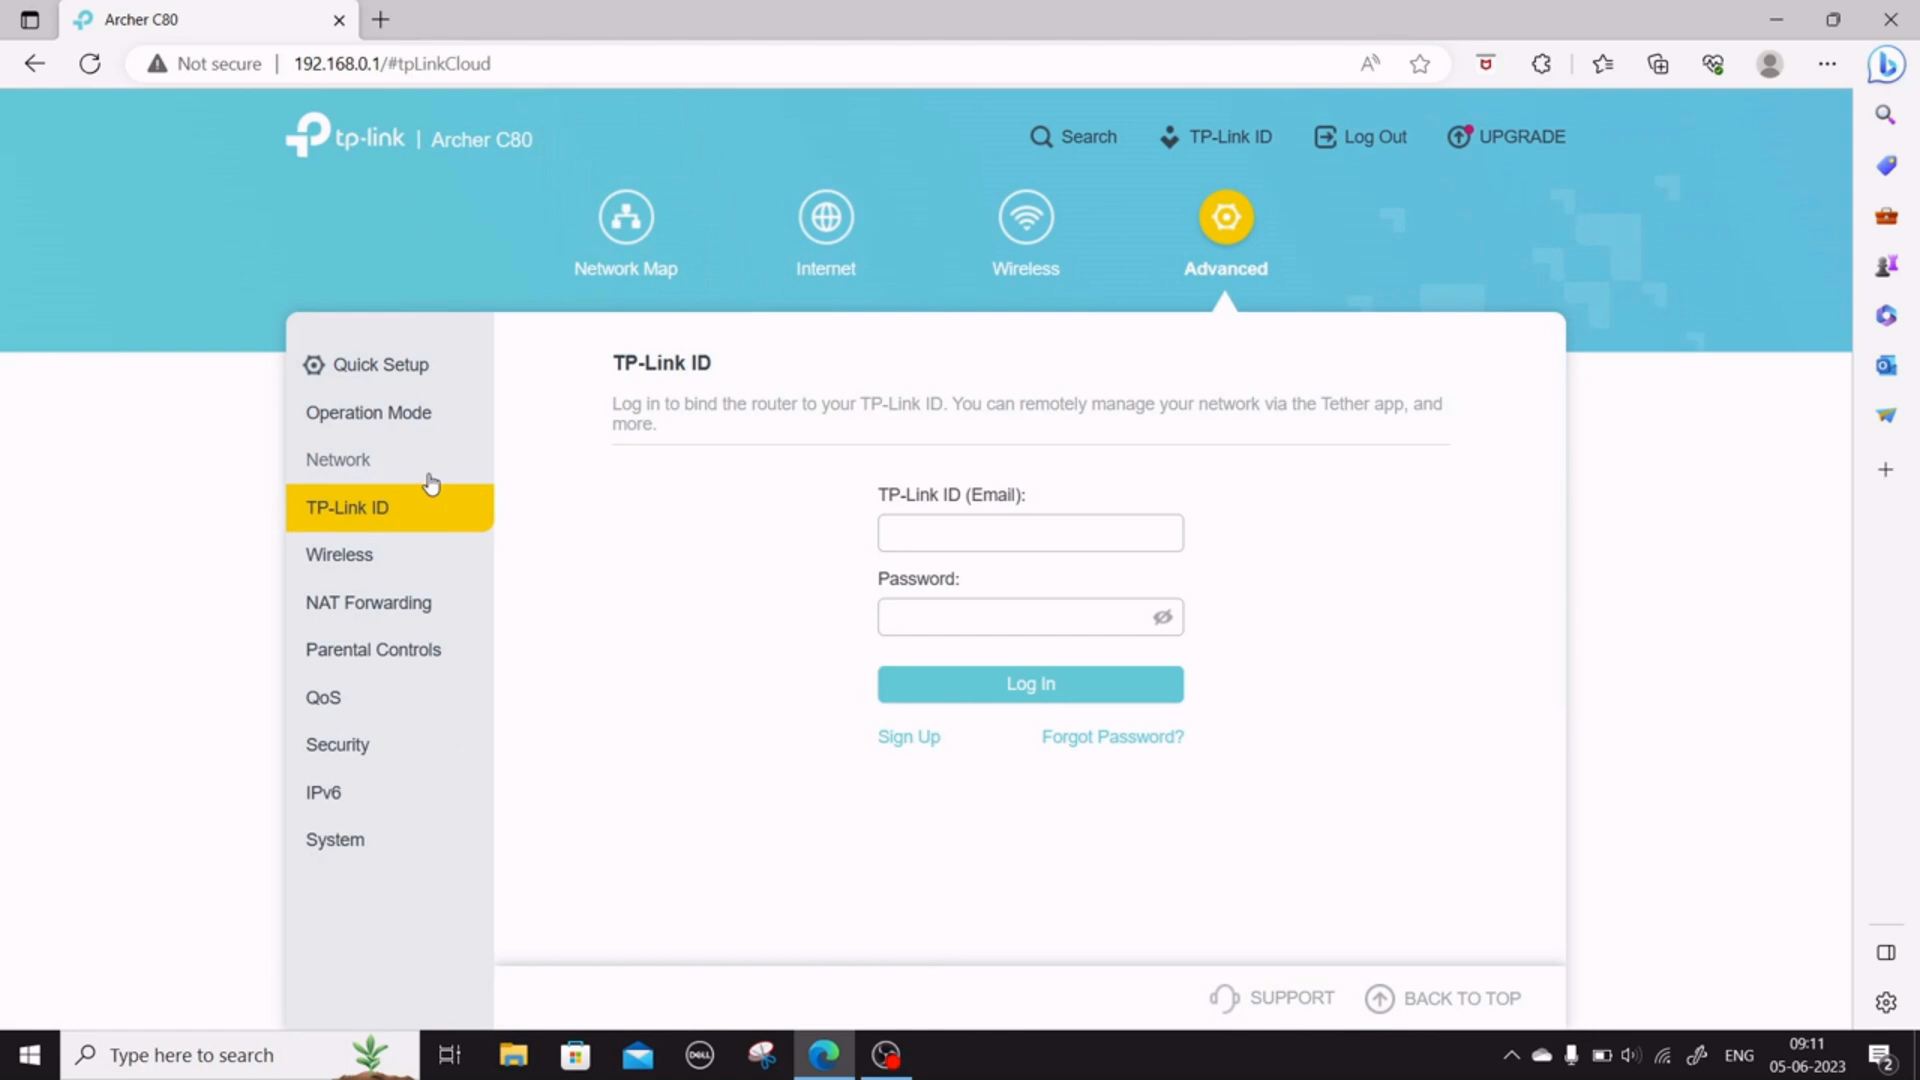 Archer C80
Not secure | 192.168.0.1/#tpLinkCloud
tp-link | Archer C80
Search
TP-Link ID
Log Out
UPGRADE
Network Map
Internet
Wireless
Advanced
Quick Setup
Operation Mode
Network
TP-Link ID
Wireless
NAT Forwarding
Parental Controls
QoS
Security
IPv6
System
TP-Link ID
Log in to bind the router to your TP-Link ID. You can remotely manage your network via the Tether app, and
more.
TP-Link ID (Email):
Password:
Log In
Sign Up
Forgot Password?
SUPPORT
BACK TO TOP
Type here to search
DELL
ENG
09:11
05-06-2023
2